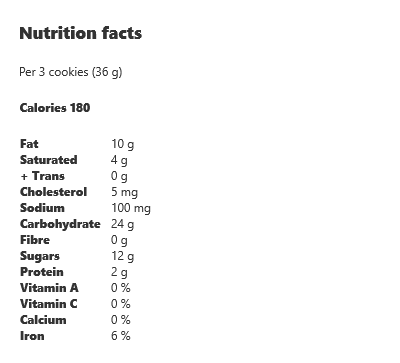 Nutrition facts
Per 3 cookies (36 g)
Calories 180
Fat 10 g
Saturated 4 g
+ Trans 0 g
Cholesterol 5 mg
Sodium 100 mg
Carbohydrate 24 g
Fibre 0 g
Sugars 12 g
Protein 2 g
Vitamin A 0 %
Vitamin C 0 %
Calcium 0 %
Iron 6 %